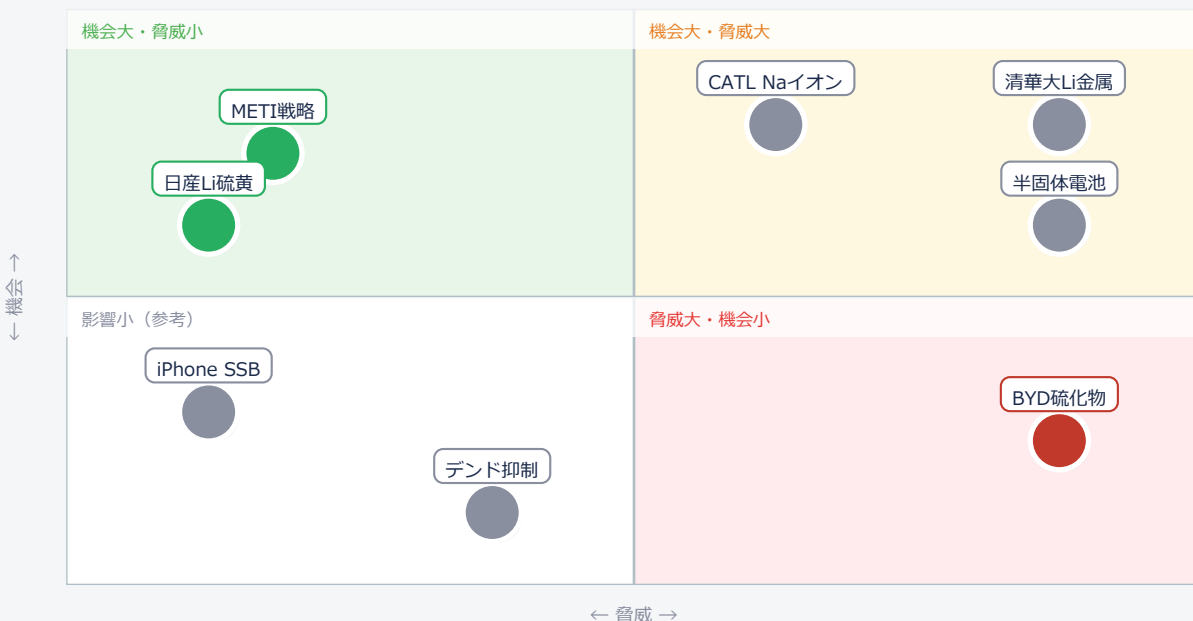 機会大・脅威小
機会大・脅威大
CATL Naイオン
清華大Li金属
METI戦略
日産Li硫黄
半固体電池
← 機会 →
影響小（参考）
脅威大・機会小
iPhone SSB
BYD硫化物
デンド抑制
← 脅威 →